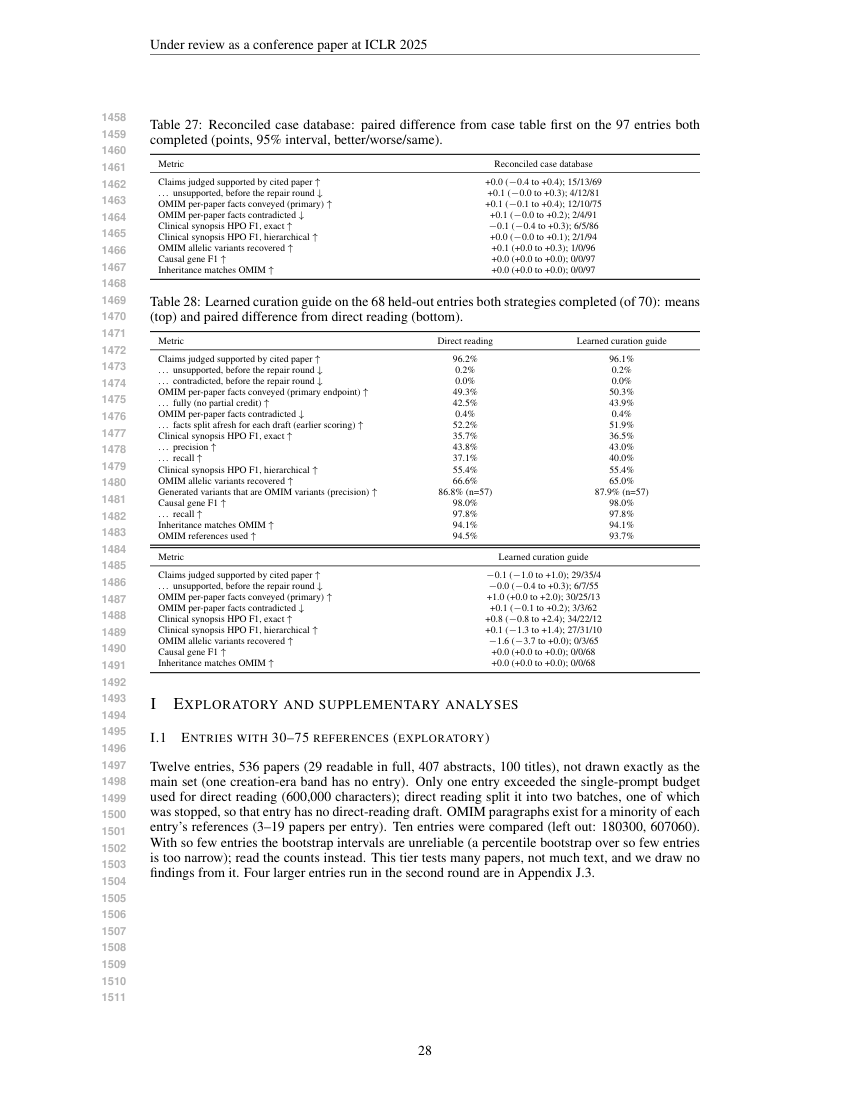 Under review as a conference paper at ICLR 2025
1458
1459
1460
1461
1462
1463
1464
1465
1466
1467
1468
1469
1470
1471
1472
1473
1474
1475
1476
1477
1478
1479
1480
1481
1482
1483
1484
1485
1486
1487
1488
1489
1490
1491
1492
1493
1494
1495
1496
1497
1498
1499
1500
1501
1502
1503
1504
1505
1506
1507
1508
1509
1510
1511
Table 27: Reconciled case database: paired difference from case table first on the 97 entries both
completed (points, 95% interval, better/worse/same).
Metric Reconciled case database
Claims judged supported by cited paper ↑ +0.0 (−0.4 to +0.4); 15/13/69
... unsupported, before the repair round ↓ +0.1 (−0.0 to +0.3); 4/12/81
OMIM per-paper facts conveyed (primary) ↑ +0.1 (−0.1 to +0.4); 12/10/75
OMIM per-paper facts contradicted ↓ +0.1 (−0.0 to +0.2); 2/4/91
Clinical synopsis HPO F1, exact ↑ −0.1 (−0.4 to +0.3); 6/5/86
Clinical synopsis HPO F1, hierarchical ↑ +0.0 (−0.0 to +0.1); 2/1/94
OMIM allelic variants recovered ↑ +0.1 (+0.0 to +0.3); 1/0/96
Causal gene F1 ↑ +0.0 (+0.0 to +0.0); 0/0/97
Inheritance matches OMIM ↑ +0.0 (+0.0 to +0.0); 0/0/97
Table 28: Learned curation guide on the 68 held-out entries both strategies completed (of 70): means
(top) and paired difference from direct reading (bottom).
Metric Direct reading Learned curation guide
Claims judged supported by cited paper ↑ 96.2% 96.1%
... unsupported, before the repair round ↓ 0.2% 0.2%
... contradicted, before the repair round ↓ 0.0% 0.0%
OMIM per-paper facts conveyed (primary endpoint) ↑ 49.3% 50.3%
... fully (no partial credit) ↑ 42.5% 43.9%
OMIM per-paper facts contradicted ↓ 0.4% 0.4%
... facts split afresh for each draft (earlier scoring) ↑ 52.2% 51.9%
Clinical synopsis HPO F1, exact ↑ 35.7% 36.5%
... precision ↑ 43.8% 43.0%
... recall ↑ 37.1% 40.0%
Clinical synopsis HPO F1, hierarchical ↑ 55.4% 55.4%
OMIM allelic variants recovered ↑ 66.6% 65.0%
Generated variants that are OMIM variants (precision) ↑ 86.8% (n=57) 87.9% (n=57)
Causal gene F1 ↑ 98.0% 98.0%
... recall ↑ 97.8% 97.8%
Inheritance matches OMIM ↑ 94.1% 94.1%
OMIM references used ↑ 94.5% 93.7%
Metric Learned curation guide
Claims judged supported by cited paper ↑ −0.1 (−1.0 to +1.0); 29/35/4
... unsupported, before the repair round ↓ −0.0 (−0.4 to +0.3); 6/7/55
OMIM per-paper facts conveyed (primary) ↑ +1.0 (+0.0 to +2.0); 30/25/13
OMIM per-paper facts contradicted ↓ +0.1 (−0.1 to +0.2); 3/3/62
Clinical synopsis HPO F1, exact ↑ +0.8 (−0.8 to +2.4); 34/22/12
Clinical synopsis HPO F1, hierarchical ↑ +0.1 (−1.3 to +1.4); 27/31/10
OMIM allelic variants recovered ↑ −1.6 (−3.7 to +0.0); 0/3/65
Causal gene F1 ↑ +0.0 (+0.0 to +0.0); 0/0/68
Inheritance matches OMIM ↑ +0.0 (+0.0 to +0.0); 0/0/68
I EXPLORATORY AND SUPPLEMENTARY ANALYSES
I.1 ENTRIES WITH 30–75 REFERENCES (EXPLORATORY)
Twelve entries, 536 papers (29 readable in full, 407 abstracts, 100 titles), not drawn exactly as the
main set (one creation-era band has no entry). Only one entry exceeded the single-prompt budget
used for direct reading (600,000 characters); direct reading split it into two batches, one of which
was stopped, so that entry has no direct-reading draft. OMIM paragraphs exist for a minority of each
entry's references (3–19 papers per entry). Ten entries were compared (left out: 180300, 607060).
With so few entries the bootstrap intervals are unreliable (a percentile bootstrap over so few entries
is too narrow); read the counts instead. This tier tests many papers, not much text, and we draw no
findings from it. Four larger entries run in the second round are in Appendix J.3.
28